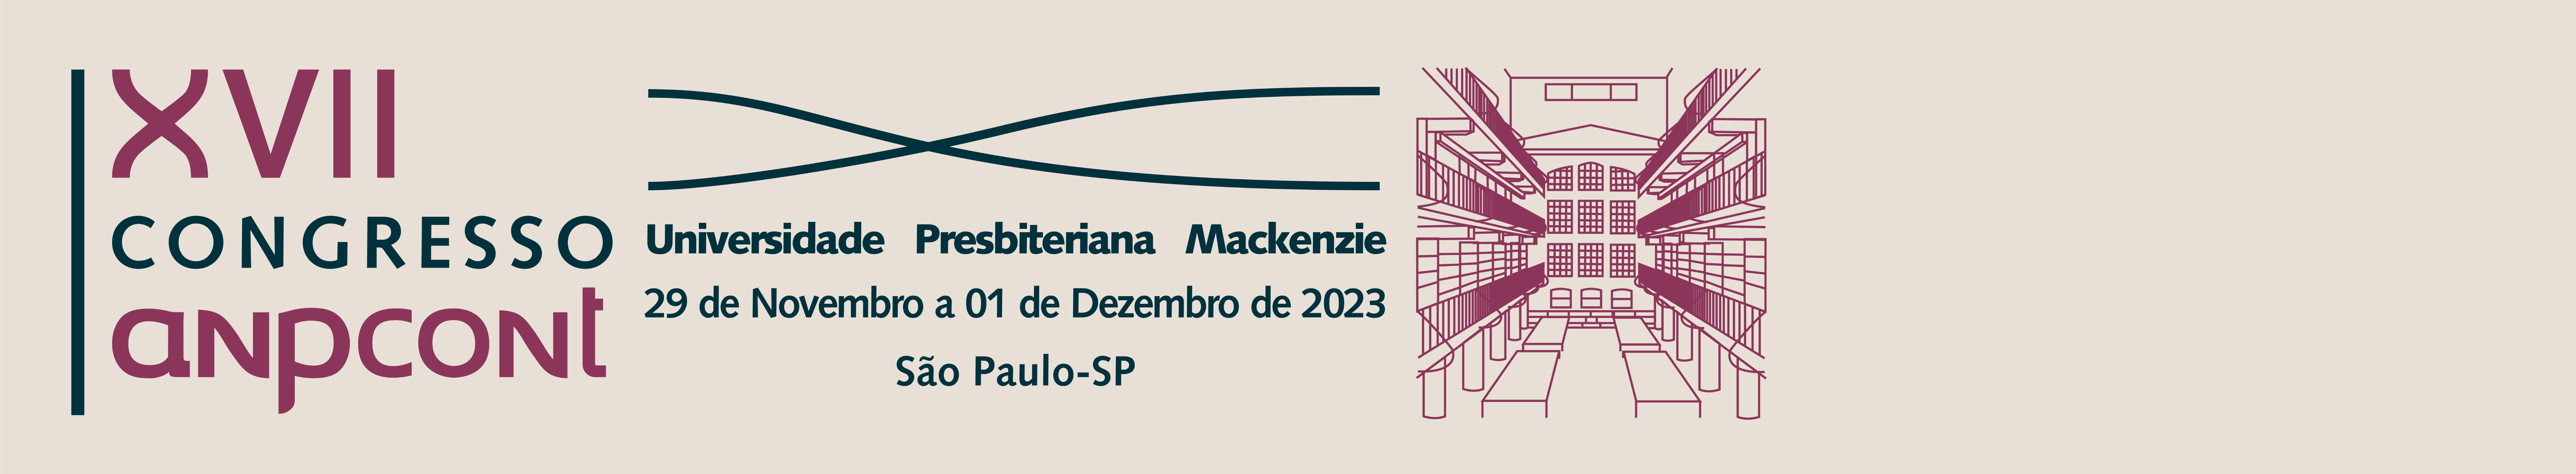 XVII
CONGRESSO
anpcont
Universidade Presbiteriana Mackenzie
29 de Novembro a 01 de Dezembro de 2023
São Paulo-SP